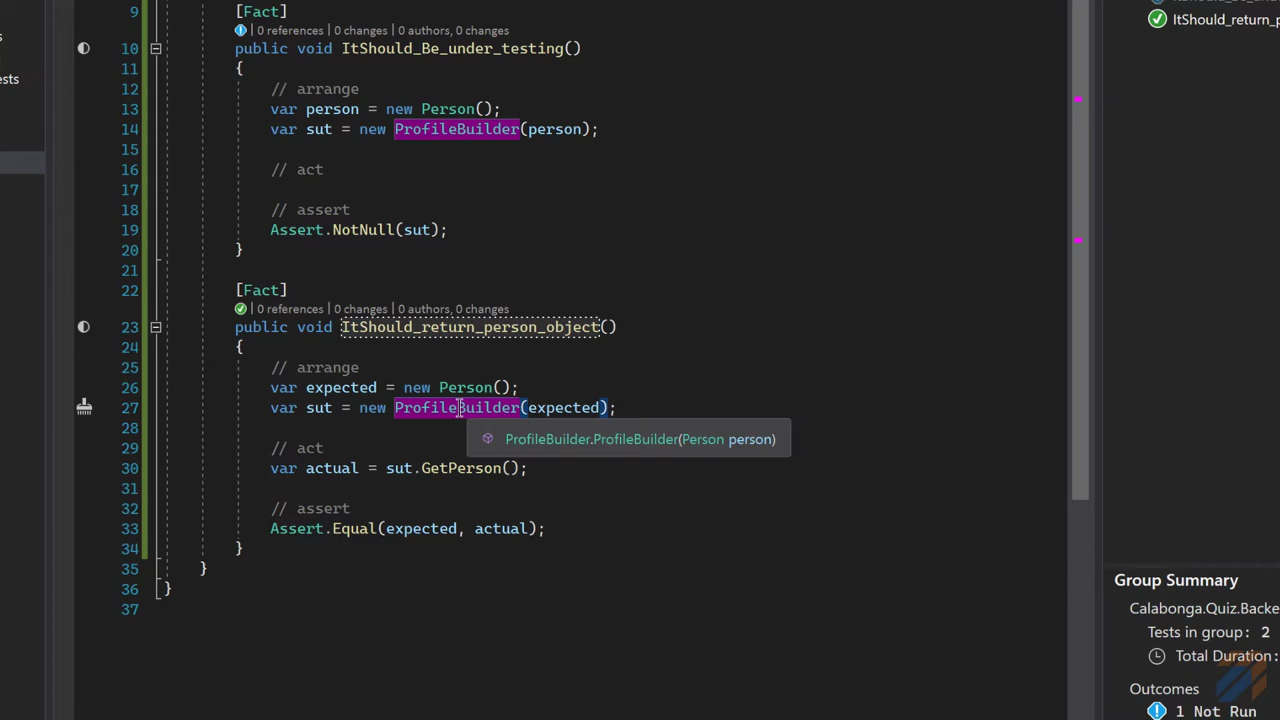 9 [Fact]
0 references | 0 changes | 0 authors, 0 changes
10 public void ItShould_Be_under_testing()
11 {
12 // arrange
13 var person = new Person();
14 var sut = new ProfileBuilder(person);
15
16 // act
17
18 // assert
19 Assert.NotNull(sut);
20 }
21
22 [Fact]
0 references | 0 changes | 0 authors, 0 changes
23 public void ItShould_return_person_object()
24 {
25 // arrange
26 var expected = new Person();
27 var sut = new ProfileBuilder(expected);
ProfileBuilder.ProfileBuilder(Person person)
28
29 // act
30 var actual = sut.GetPerson();
31
32 // assert
33 Assert.Equal(expected, actual);
34 }
35 }
36 }
37
ests
ItShould_return_p
Group Summary
Calabonga.Quiz.Backe
Tests in group: 2
Total Duration:
Outcomes
1 Not Run